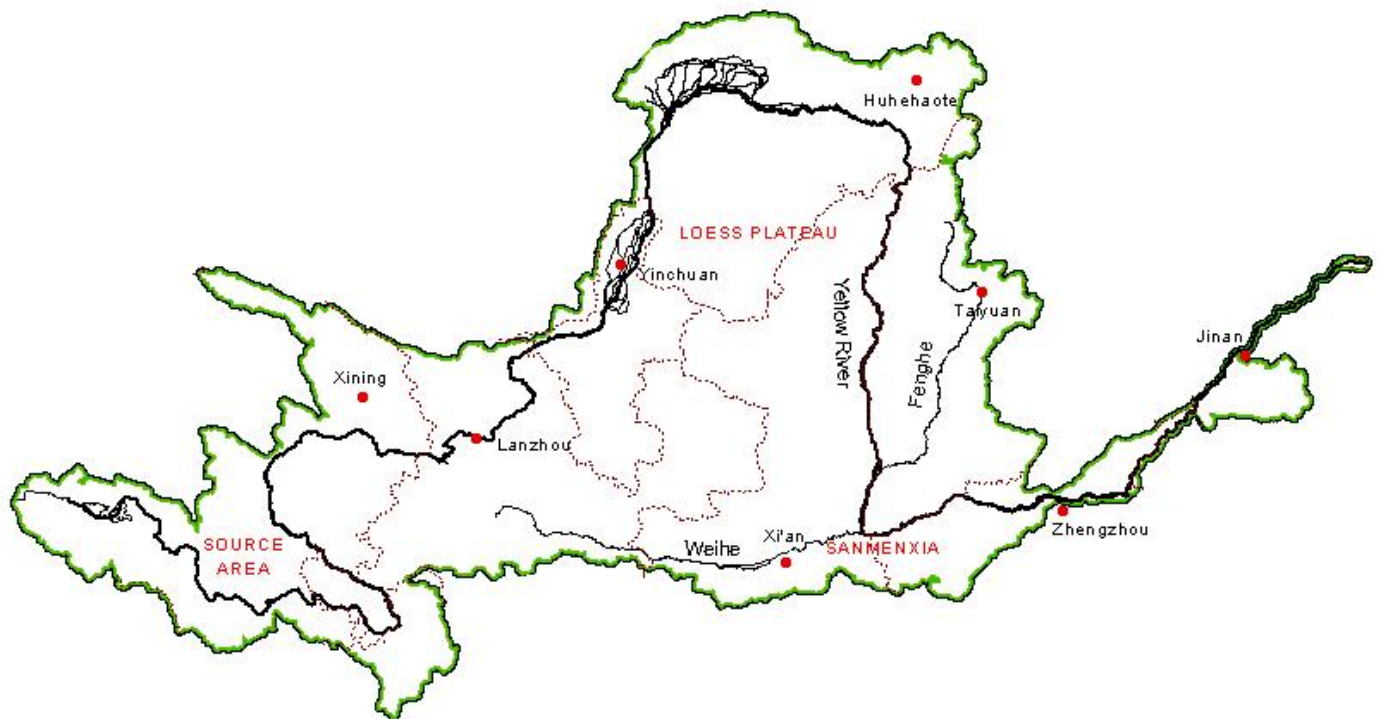 Huhehaote
LOESS PLATEAU
Yinchuan
Yellow River
Taiyuan
Jinan
Fenghe
Xining
Lanzhou
Zhengzhou
Xi'an
SOURCE
AREA
Weihe
SANMENXIA